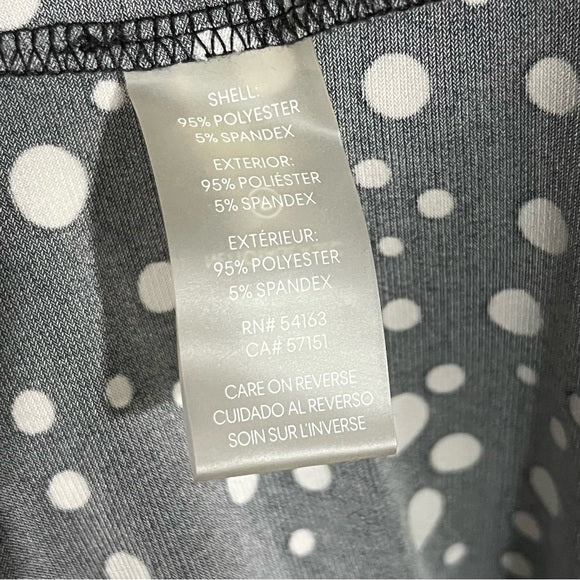 SHELL:
95% POLYESTER
5% SPANDEX
EXTERIOR:
95% POLIÉSTER
5% SPANDEX
EXTÉRIEUR:
95% POLYESTER
5% SPANDEX
RN# 54163
CA# 57151
CARE ON REVERSE
CUIDADO AL REVERSO
SOIN SUR L'INVERSE